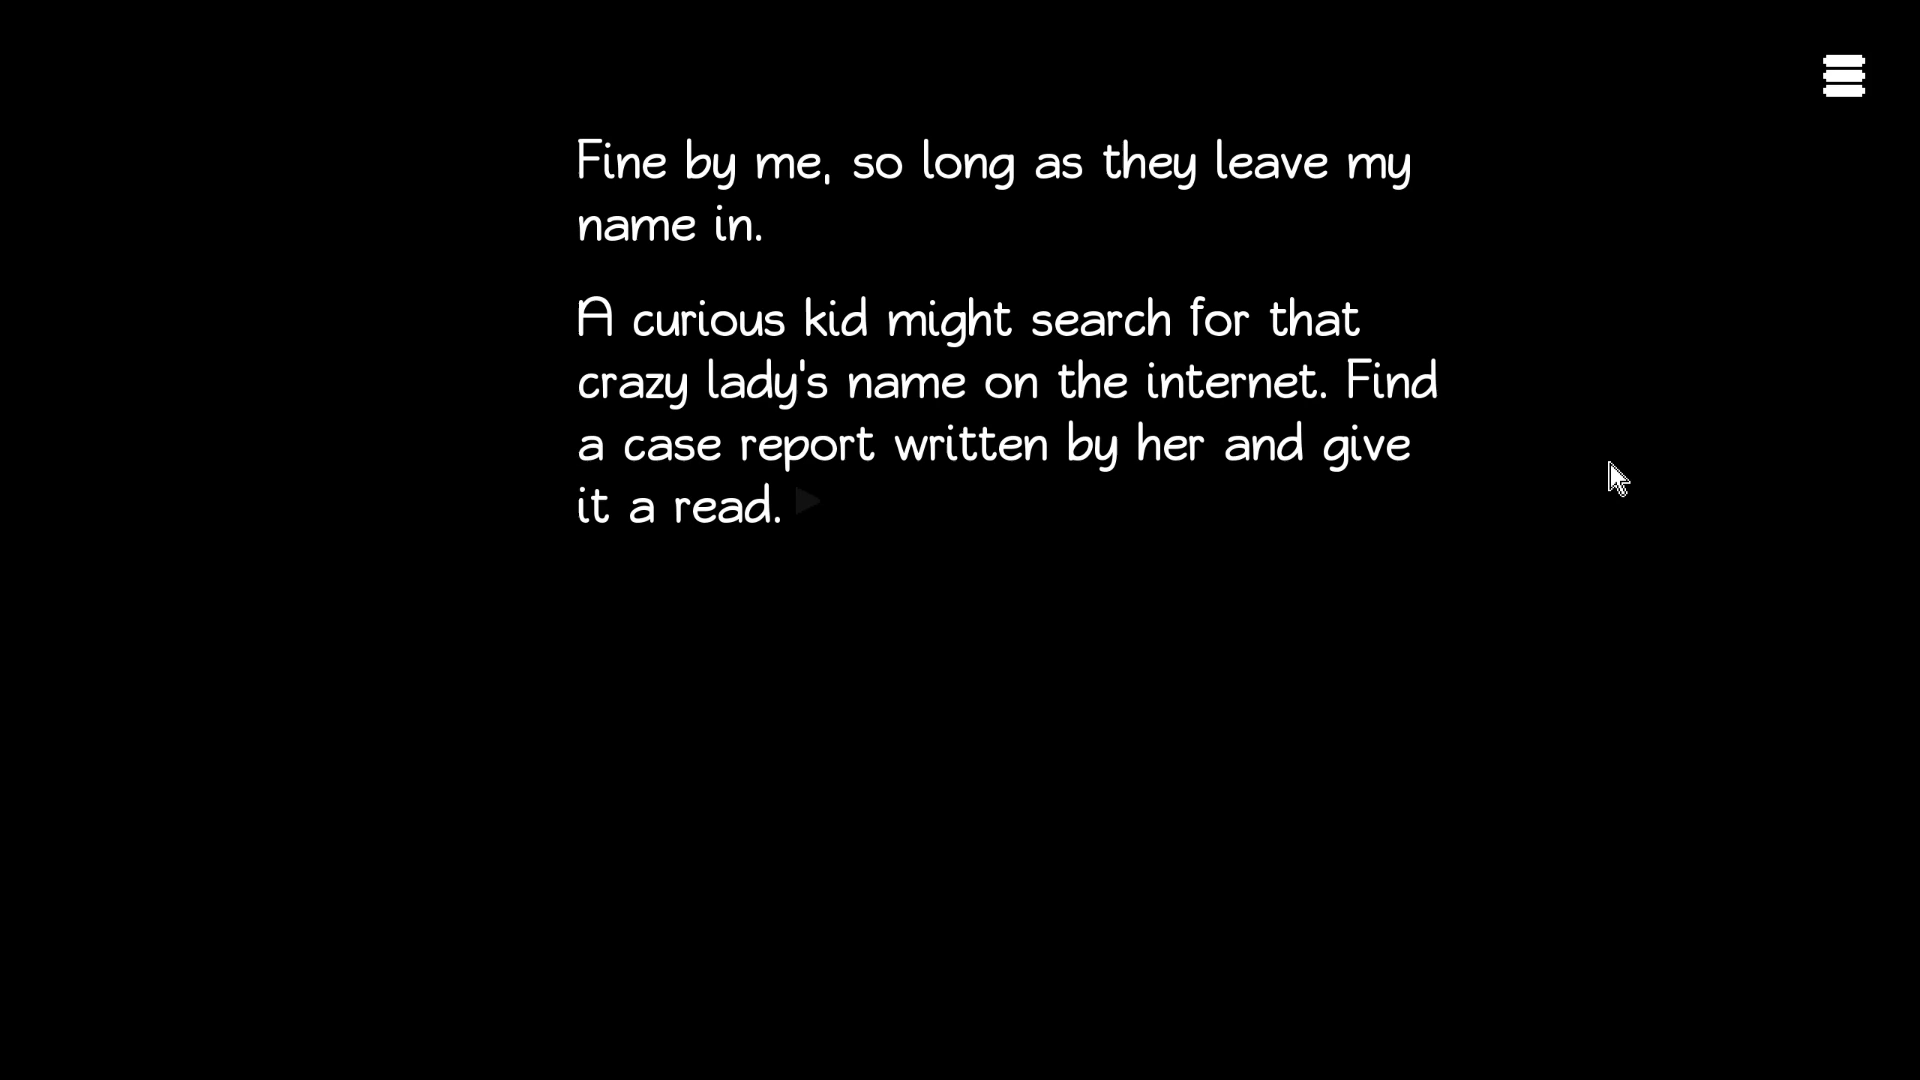 Fine by me, so long as they leave my
name in.
A curious kid might search for that
crazy lady's name on the internet. Find
a case report written by her and give
it a read.